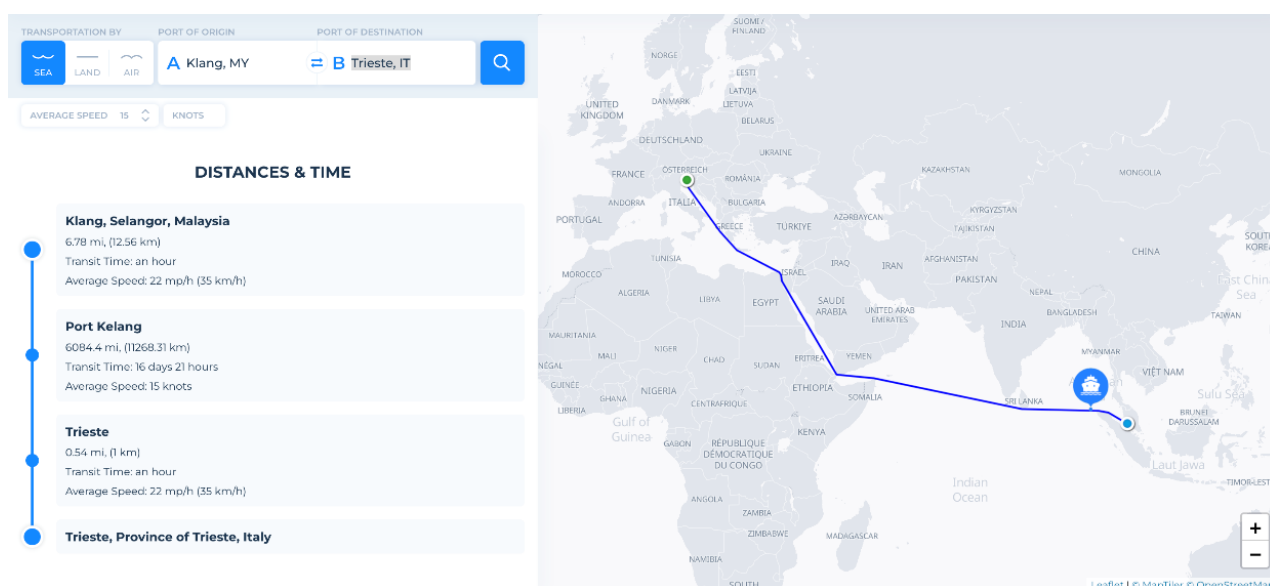 TRANSPORTATION BY
PORT OF ORIGIN
PORT OF DESTINATION
SEA
LAND
AIR
A Klang, MY
B Trieste, IT
AVERAGE SPEED 15
KNOTS
DISTANCES & TIME
Klang, Selangor, Malaysia
6.78 mi, (12.56 km)
Transit Time: an hour
Average Speed: 22 mp/h (35 km/h)
Port Kelang
6084.4 mi, (11268.31 km)
Transit Time: 16 days 21 hours
Average Speed: 15 knots
Trieste
0.54 mi, (1 km)
Transit Time: an hour
Average Speed: 22 mp/h (35 km/h)
Trieste, Province of Trieste, Italy
SUOMI /
FINLAND
NORGE
EESTI
LATVIJA
LIETUVA
DANMARK
UNITED
KINGDOM
BELARUS
DEUTSCHLAND
UKRAINE
FRANCE
ÖSTERREICH
ROMÂNIA
KAZAKHSTAN
MONGOLIA
ANDORRA
ITALIA
BULGARIA
PORTUGAL
GREECE
TÜRKIYE
AZƏRBAYCAN
KYRGYZSTAN
TAJIKISTAN
SOUTH
KOREA
CHINA
TUNISIA
MOROCCO
ISRAEL
IRAQ
IRAN
AFGHANISTAN
PAKISTAN
East China
Sea
ALGERIA
LIBYA
EGYPT
SAUDI
ARABIA
UNITED ARAB
EMIRATES
NEPAL
BANGLADESH
TAIWAN
INDIA
MAURITANIA
MALI
NIGER
CHAD
SUDAN
ERITREA
YEMEN
MYANMAR
VIỆT NAM
NÉGAL
GUINÉE
GHANA
NIGERIA
CENTRAFRIQUE
ETHIOPIA
SOMALIA
SRI LANKA
Sulu Sea
LIBERIA
Gulf of
Guinea
GABON
RÉPUBLIQUE
DÉMOCRATIQUE
DU CONGO
KENYA
BRUNEI
DARUSSALAM
Laut Jawa
TIMOR-LEST
Indian
Ocean
ANGOLA
ZAMBIA
ZIMBABWE
MADAGASCAR
NAMIBIA
SOUTH
+
−
Leaflet | © MapTiler © OpenStreetMap